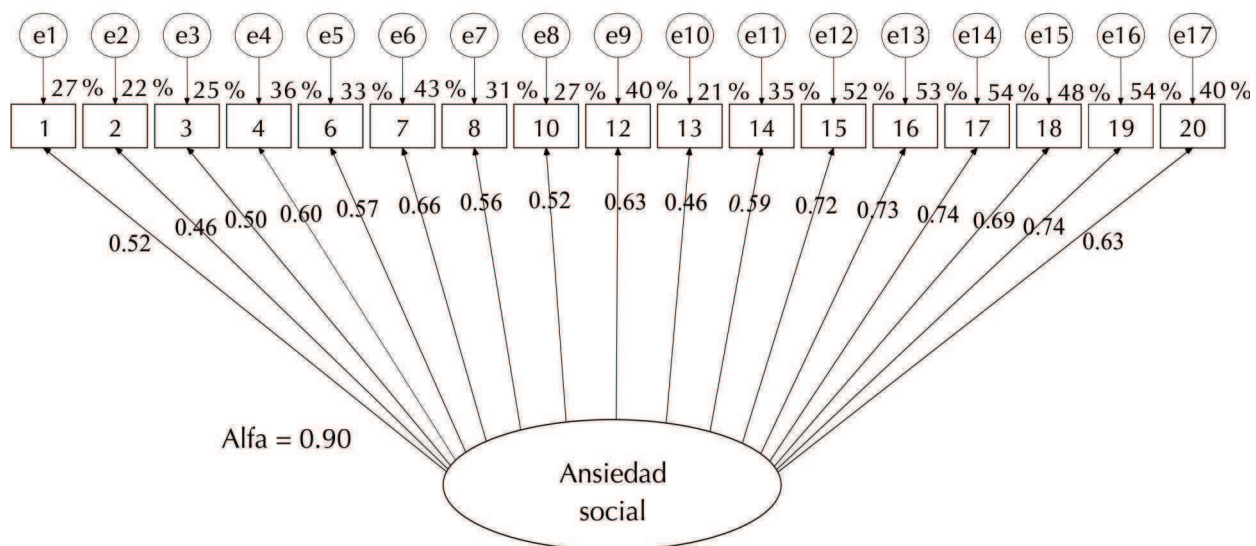 e1 e2 e3 e4 e5 e6 e7 e8 e9 e10 e11 e12 e13 e14 e15 e16 e17
27 % 22 % 25 % 36 % 33 % 43 % 31 % 27 % 40 % 21 % 35 % 52 % 53 % 54 % 48 % 54 % 40 %
1 2 3 4 6 7 8 10 12 13 14 15 16 17 18 19 20
0.52 0.46 0.50 0.60 0.57 0.66 0.56 0.52 0.63 0.46 0.59 0.72 0.73 0.74 0.69 0.74 0.63
Alfa = 0.90
Ansiedad
social